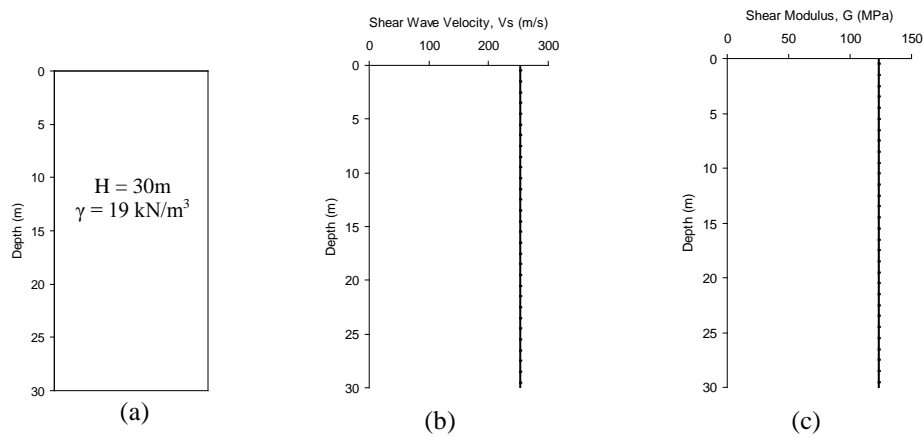 Shear Wave Velocity, Vs (m/s)
0 100 200 300
Shear Modulus, G (MPa)
0 50 100 150
Depth (m)
0
5
10
15
20
25
30
H = 30m
γ = 19 kN/m³
(a)
Depth (m)
0
5
10
15
20
25
30
(b)
Depth (m)
0
5
10
15
20
25
30
(c)